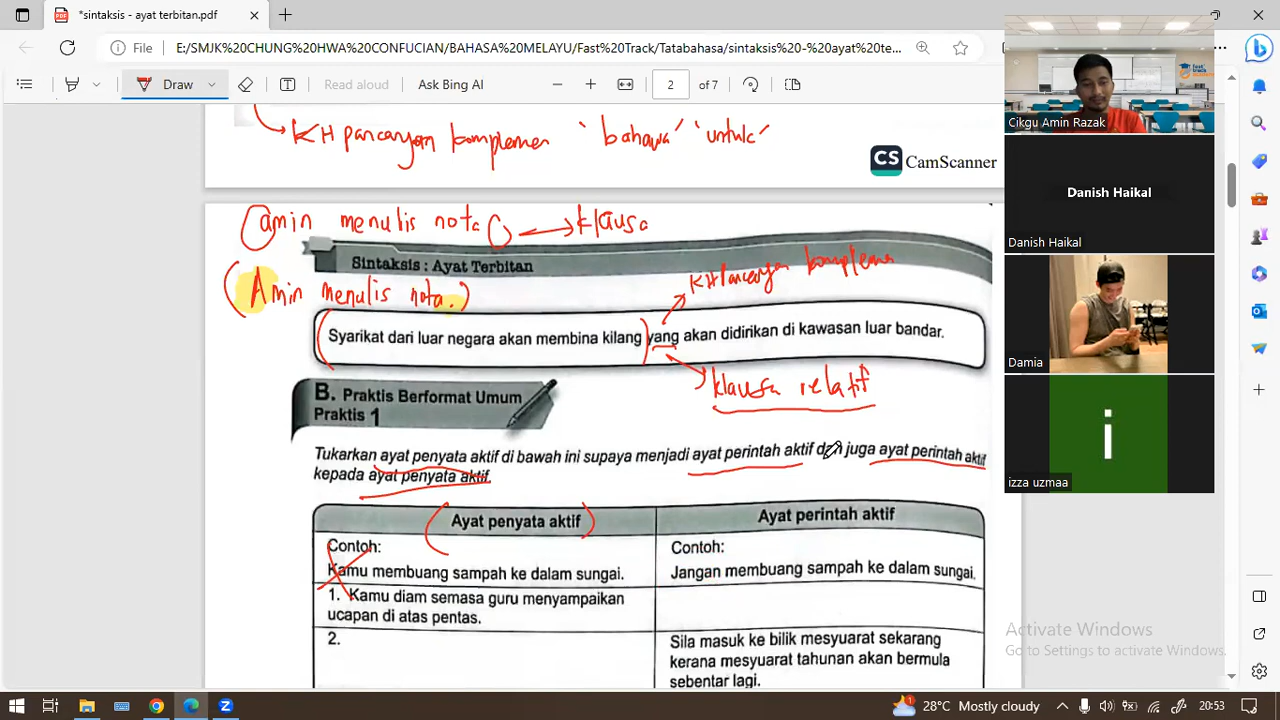 *sintaksis - ayat terbitan.pdf
File
E:/SMJK%20CHUNG%20HWA%20CONFUCIAN/BAHASA%20MELAYU/Fast%20Track/Tatabahasa/sintaksis%20-%20ayat%20te...
Draw
Read aloud
Ask Bing AI
2
of 7
KH pancangan komplemen 'bahawa' 'untuk'
CS CamScanner
amin menulis nota
klausa
Sintaksis : Ayat Terbitan
KH Pancangan komplemen
Amin menulis nota.
Syarikat dari luar negara akan membina kilang yang akan didirikan di kawasan luar bandar.
klausa relatif
B. Praktis Berformat Umum
Praktis 1
Tukarkan ayat penyata aktif di bawah ini supaya menjadi ayat perintah aktif dan juga ayat perintah aktif
kepada ayat penyata aktif.
Ayat penyata aktif
Ayat perintah aktif
Contoh:
Kamu membuang sampah ke dalam sungai.
Contoh:
Jangan membuang sampah ke dalam sungai.
1. Kamu diam semasa guru menyampaikan
ucapan di atas pentas.
2.
Sila masuk ke bilik mesyuarat sekarang
kerana mesyuarat tahunan akan bermula
sebentar lagi.
Cikgu Amin Razak
Danish Haikal
Danish Haikal
Damia
i
izza uzmaa
Activate Windows
Go to Settings to activate Windows.
1
28°C Mostly cloudy
20:53